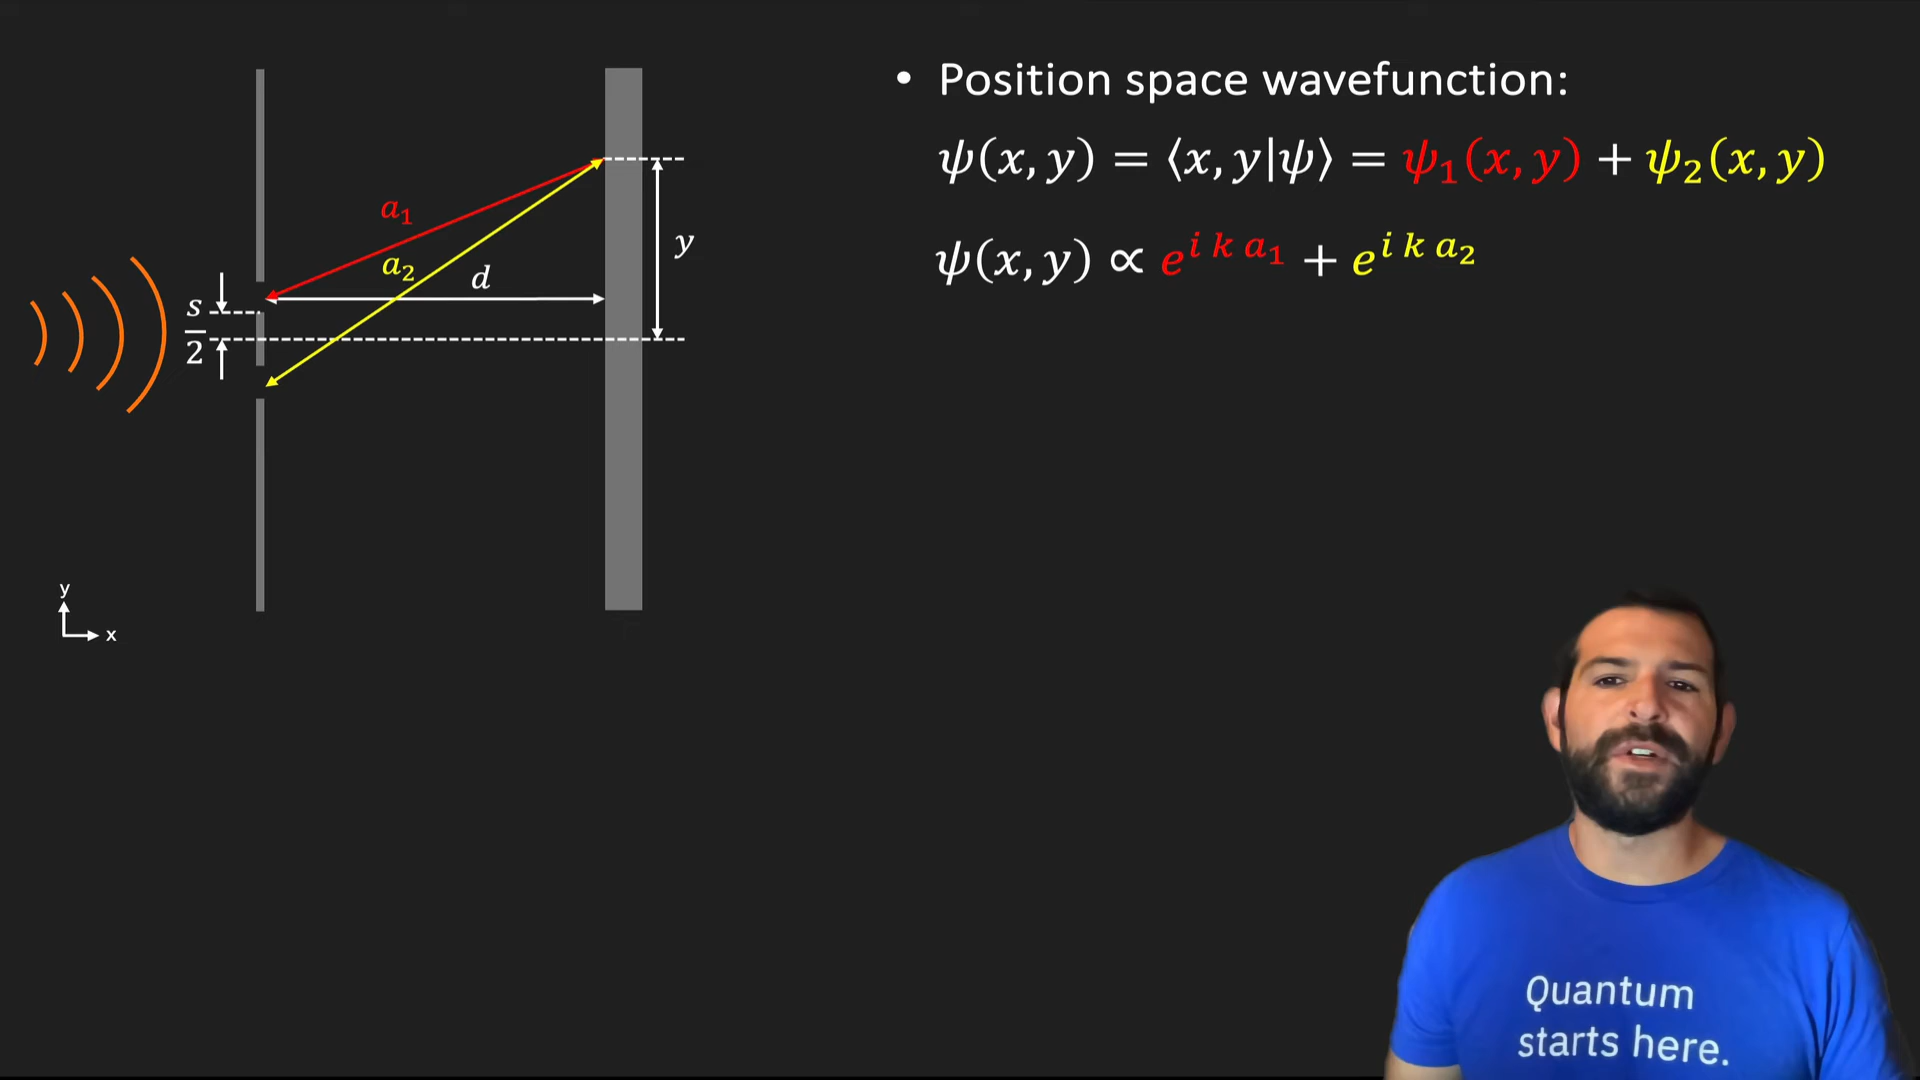 • Position space wavefunction:
ψ(x, y) = ⟨x, y|ψ⟩ = ψ₁(x, y) + ψ₂(x, y)
ψ(x, y) ∝ e^{i k a₁} + e^{i k a₂}
a₁
a₂
d
y
s
2
y
x
Quantum
starts here.